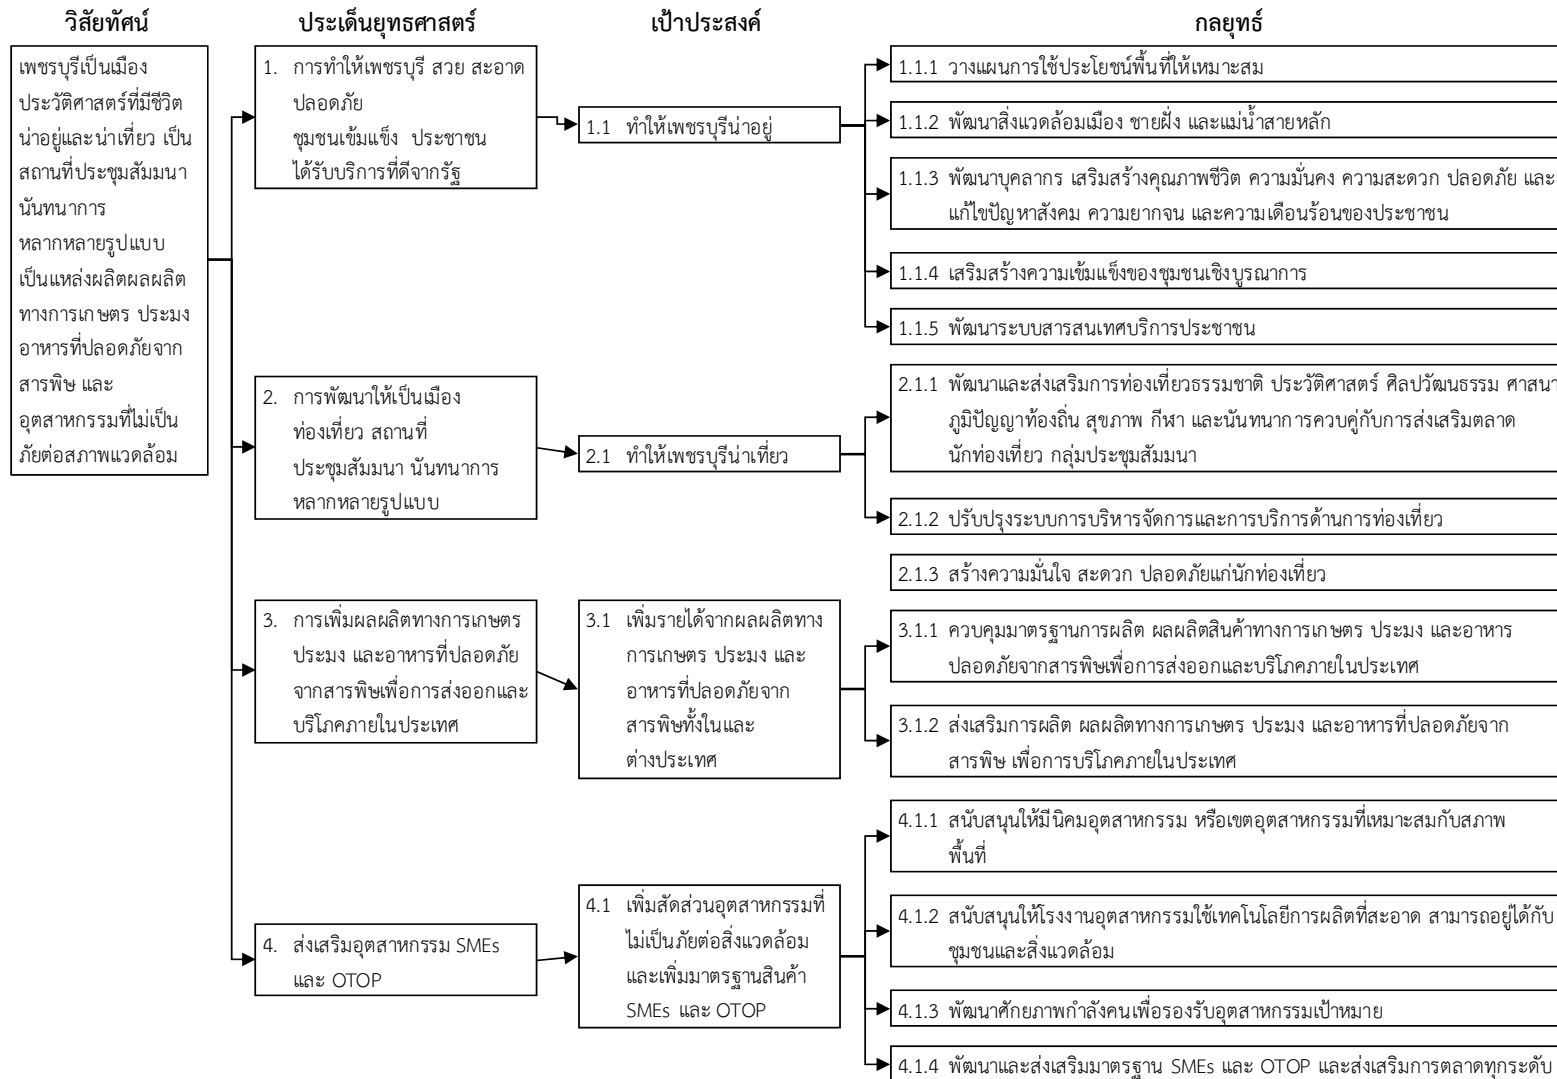 วิสัยทัศน์
ประเด็นยุทธศาสตร์
เป้าประสงค์
กลยุทธ์
เพชรบุรีเป็นเมือง
ประวัติศาสตร์ที่มีชีวิต
น่าอยู่และน่าเที่ยว เป็น
สถานที่ประชุมสัมมนา
นันทนาการ
หลากหลายรูปแบบ
เป็นแหล่งผลิตผลผลิต
ทางการเกษตร ประมง
อาหารที่ปลอดภัยจาก
สารพิษ และ
อุตสาหกรรมที่ไม่เป็น
ภัยต่อสภาพแวดล้อม
1. การทำให้เพชรบุรี สวย สะอาด
ปลอดภัย
ชุมชนเข้มแข็ง ประชาชน
ได้รับบริการที่ดีจากรัฐ
1.1 ทำให้เพชรบุรีน่าอยู่
1.1.1 วางแผนการใช้ประโยชน์พื้นที่ให้เหมาะสม
1.1.2 พัฒนาสิ่งแวดล้อมเมือง ชายฝั่ง และแม่น้ำสายหลัก
1.1.3 พัฒนาบุคลากร เสริมสร้างคุณภาพชีวิต ความมั่นคง ความสะดวก ปลอดภัย และ
แก้ไขปัญหาสังคม ความยากจน และความเดือนร้อนของประชาชน
1.1.4 เสริมสร้างความเข้มแข็งของชุมชนเชิงบูรณาการ
1.1.5 พัฒนาระบบสารสนเทศบริการประชาชน
2. การพัฒนาให้เป็นเมือง
ท่องเที่ยว สถานที่
ประชุมสัมมนา นันทนาการ
หลากหลายรูปแบบ
2.1 ทำให้เพชรบุรีน่าเที่ยว
2.1.1 พัฒนาและส่งเสริมการท่องเที่ยวธรรมชาติ ประวัติศาสตร์ ศิลปวัฒนธรรม ศาสนา
ภูมิปัญญาท้องถิ่น สุขภาพ กีฬา และนันทนาการควบคู่กับการส่งเสริมตลาด
นักท่องเที่ยว กลุ่มประชุมสัมมนา
2.1.2 ปรับปรุงระบบการบริหารจัดการและการบริการด้านการท่องเที่ยว
2.1.3 สร้างความมั่นใจ สะดวก ปลอดภัยแก่นักท่องเที่ยว
3. การเพิ่มผลผลิตทางการเกษตร
ประมง และอาหารที่ปลอดภัย
จากสารพิษเพื่อการส่งออกและ
บริโภคภายในประเทศ
3.1 เพิ่มรายได้จากผลผลิตทาง
การเกษตร ประมง และ
อาหารที่ปลอดภัยจาก
สารพิษทั้งในและ
ต่างประเทศ
3.1.1 ควบคุมมาตรฐานการผลิต ผลผลิตสินค้าทางการเกษตร ประมง และอาหาร
ปลอดภัยจากสารพิษเพื่อการส่งออกและบริโภคภายในประเทศ
3.1.2 ส่งเสริมการผลิต ผลผลิตทางการเกษตร ประมง และอาหารที่ปลอดภัยจาก
สารพิษ เพื่อการบริโภคภายในประเทศ
4. ส่งเสริมอุตสาหกรรม SMEs
และ OTOP
4.1 เพิ่มสัดส่วนอุตสาหกรรมที่
ไม่เป็นภัยต่อสิ่งแวดล้อม
และเพิ่มมาตรฐานสินค้า
SMEs และ OTOP
4.1.1 สนับสนุนให้มีนิคมอุตสาหกรรม หรือเขตอุตสาหกรรมที่เหมาะสมกับสภาพ
พื้นที่
4.1.2 สนับสนุนให้โรงงานอุตสาหกรรมใช้เทคโนโลยีการผลิตที่สะอาด สามารถอยู่ได้กับ
ชุมชนและสิ่งแวดล้อม
4.1.3 พัฒนาศักยภาพกำลังคนเพื่อรองรับอุตสาหกรรมเป้าหมาย
4.1.4 พัฒนาและส่งเสริมมาตรฐาน SMEs และ OTOP และส่งเสริมการตลาดทุกระดับ